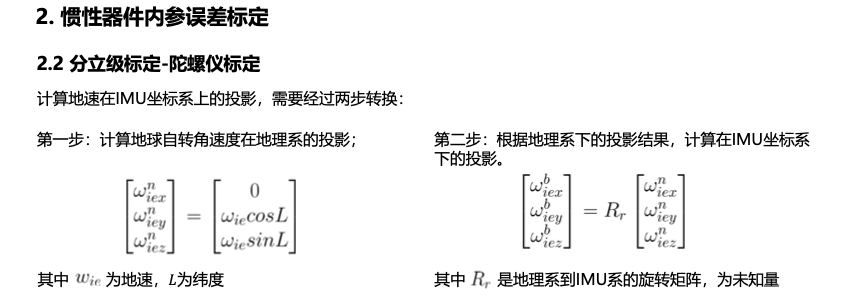 2. 惯性器件内参误差标定
2.2 分立级标定-陀螺仪标定
计算地速在IMU坐标系上的投影，需要经过两步转换：
第一步：计算地球自转角速度在地理系的投影；
\begin{bmatrix} \omega_{iex}^n \\ \omega_{iey}^n \\ \omega_{iez}^n \end{bmatrix} = \begin{bmatrix} 0 \\ \omega_{ie}cosL \\ \omega_{ie}sinL \end{bmatrix}
其中 w_{ie} 为地速，L为纬度
第二步：根据地理系下的投影结果，计算在IMU坐标系
下的投影。
\begin{bmatrix} \omega_{iex}^b \\ \omega_{iey}^b \\ \omega_{iez}^b \end{bmatrix} = R_r \begin{bmatrix} \omega_{iex}^n \\ \omega_{iey}^n \\ \omega_{iez}^n \end{bmatrix}
其中 R_r 是地理系到IMU系的旋转矩阵，为未知量